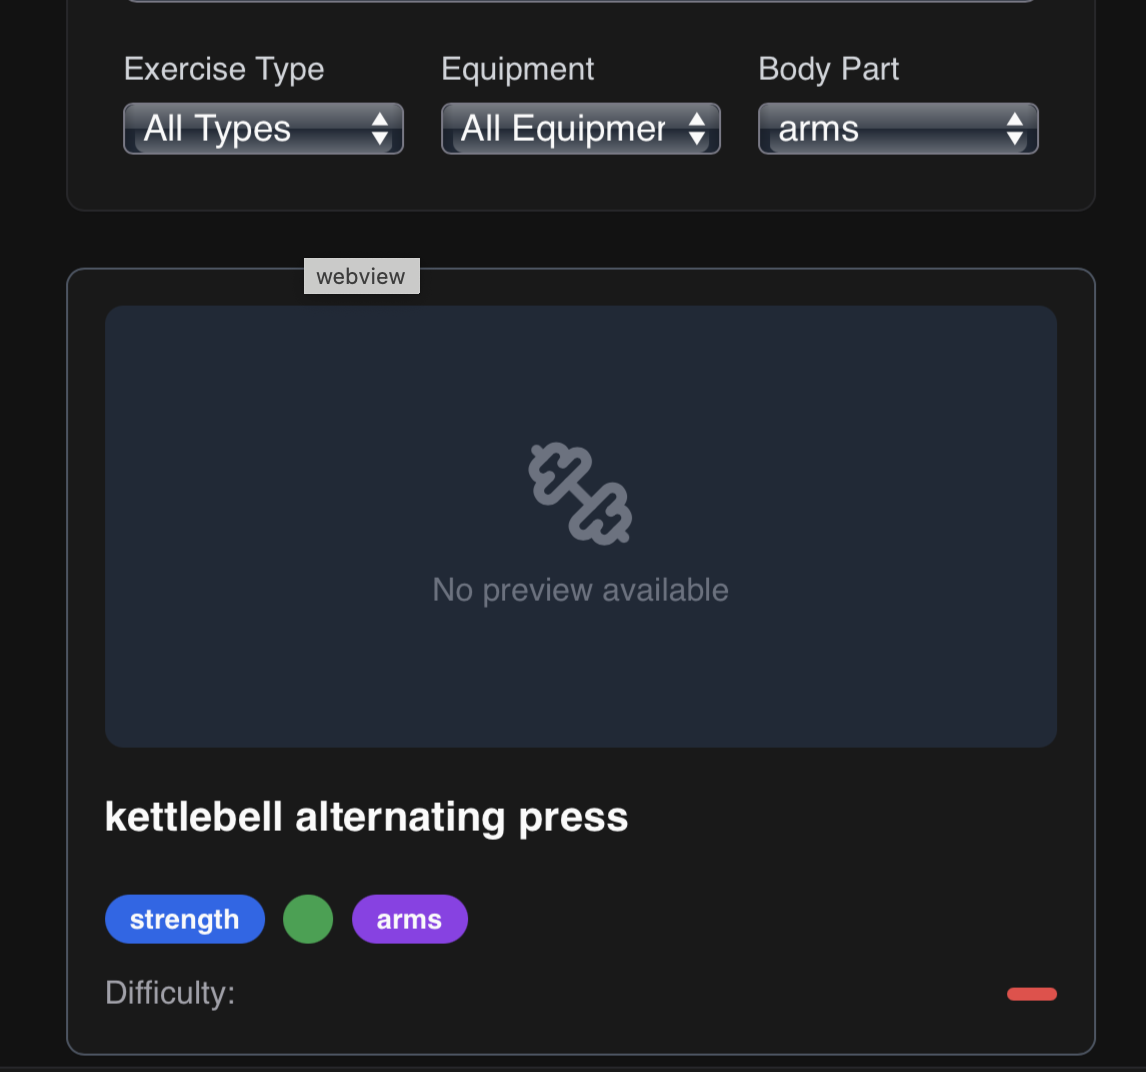 Exercise Type
Equipment
Body Part
All Types
All Equipmer
arms
webview
No preview available
kettlebell alternating press
strength
arms
Difficulty: